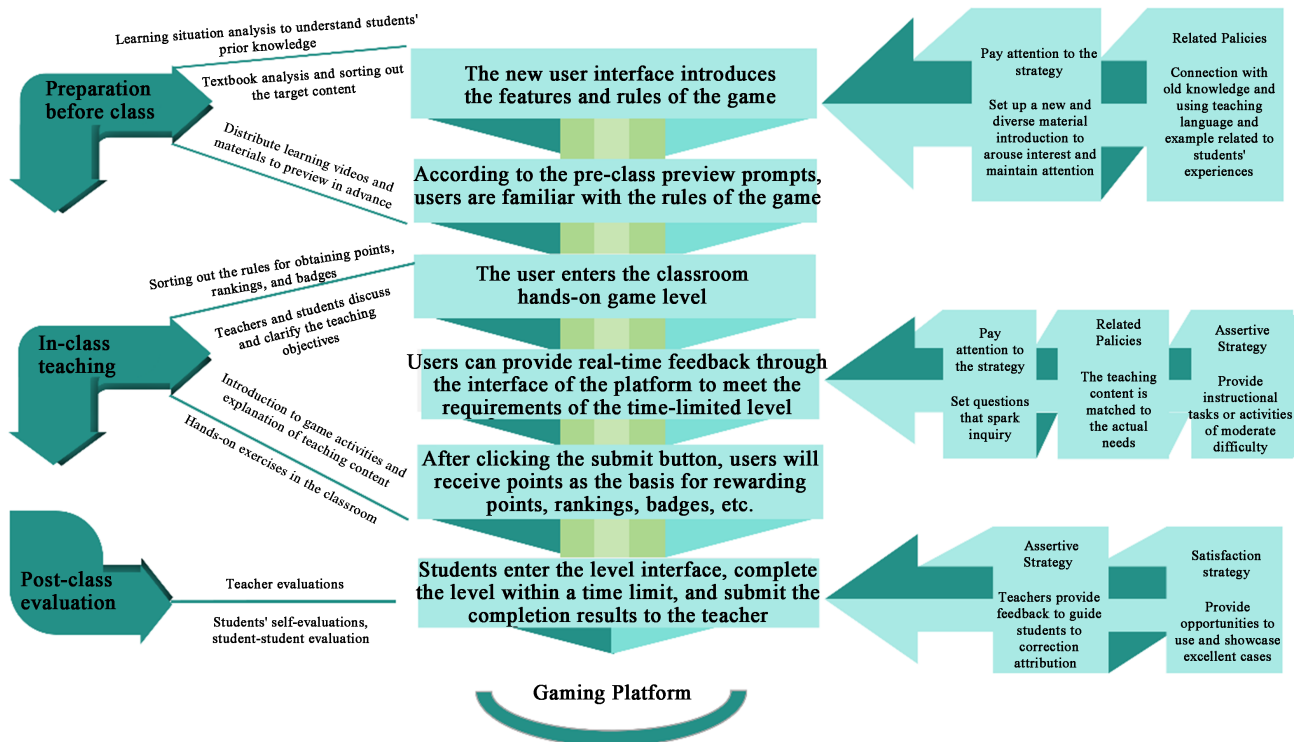 Learning situation analysis to understand students'
prior knowledge
Textbook analysis and sorting out
the target content
Preparation
before class
Distribute learning videos and
materials to preview in advance
The new user interface introduces
the features and rules of the game
According to the pre-class preview prompts,
users are familiar with the rules of the game
Pay attention to the
strategy
Set up a new and
diverse material
introduction to
arouse interest and
maintain attention
Related Palicies
Connection with
old knowledge and
using teaching
language and
example related to
students'
experiences
Sorting out the rules for obtaining points,
rankings, and badges
Teachers and students discuss
and clarify the teaching
objectives
In-class
teaching
Introduction to game activities and
explanation of teaching content
Hands-on exercises in the classroom
The user enters the classroom
hands-on game level
Users can provide real-time feedback through
the interface of the platform to meet the
requirements of the time-limited level
After clicking the submit button, users will
receive points as the basis for rewarding
points, rankings, badges, etc.
Pay
attention to
the strategy
Set questions
that spark
inquiry
Related
Policies
The teaching
content is
matched to
the actual
needs
Assertive
Strategy
Provide
instructional
tasks or activities
of moderate
difficulty
Post-class
evaluation
Teacher evaluations
Students' self-evaluations,
student-student evaluation
Students enter the level interface, complete
the level within a time limit, and submit the
completion results to the teacher
Assertive
Strategy
Teachers provide
feedback to guide
students to
correction
attribution
Satisfaction
strategy
Provide
opportunities to
use and showcase
excellent cases
Gaming Platform